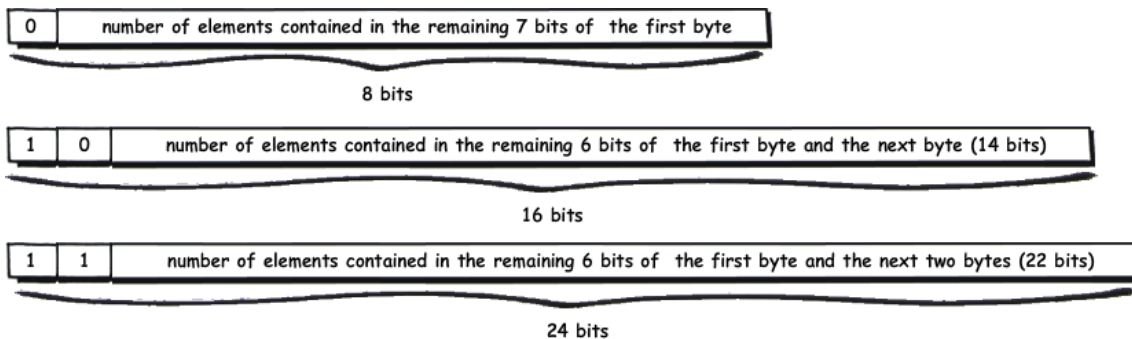 0 number of elements contained in the remaining 7 bits of the first byte
8 bits
1 0 number of elements contained in the remaining 6 bits of the first byte and the next byte (14 bits)
16 bits
1 1 number of elements contained in the remaining 6 bits of the first byte and the next two bytes (22 bits)
24 bits